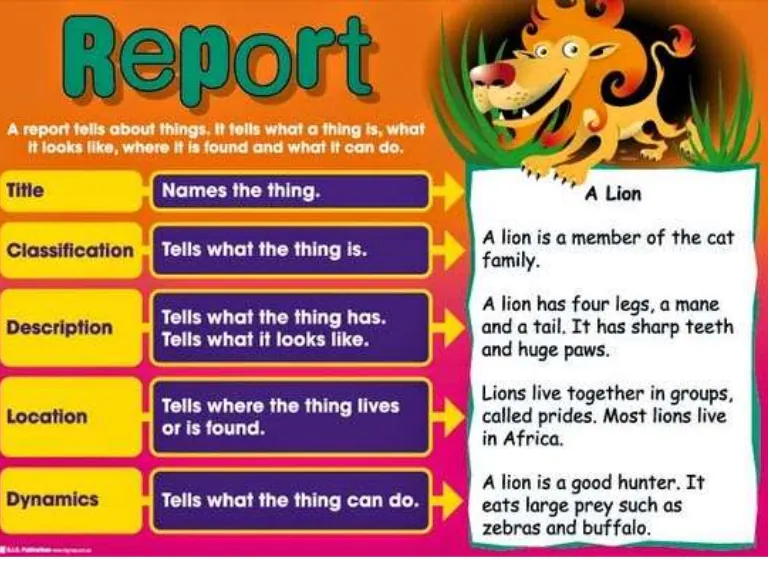 Report
A report tells about things. It tells what a thing is, what
it looks like, where it is found and what it can do.
Title
Names the thing.
A Lion
Classification
Tells what the thing is.
A lion is a member of the cat
family.
Description
Tells what the thing has.
Tells what it looks like.
A lion has four legs, a mane
and a tail. It has sharp teeth
and huge paws.
Location
Tells where the thing lives
or is found.
Lions live together in groups,
called prides. Most lions live
in Africa.
Dynamics
Tells what the thing can do.
A lion is a good hunter. It
eats large prey such as
zebras and buffalo.